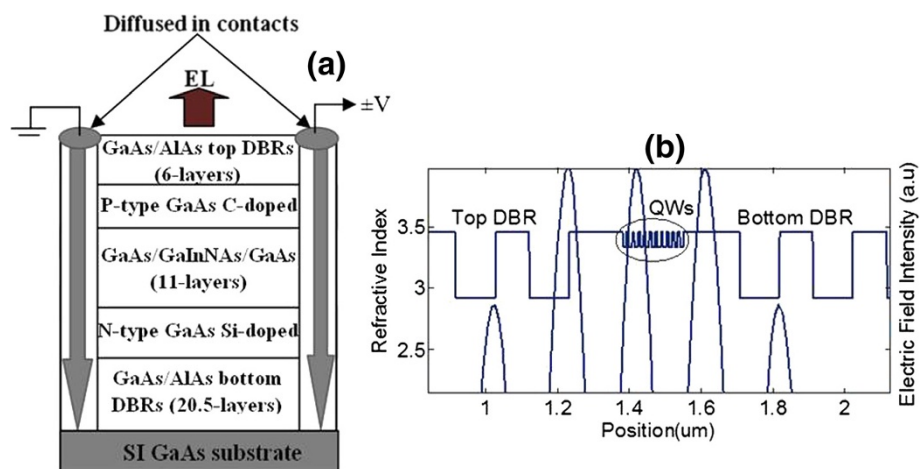 Diffused in contacts
(a)
EL
±V
GaAs/AlAs top DBRs
(6-layers)
P-type GaAs C-doped
GaAs/GaInNAs/GaAs
(11-layers)
N-type GaAs Si-doped
GaAs/AlAs bottom
DBRs (20.5-layers)
SI GaAs substrate
(b)
Top DBR
QWs
Bottom DBR
Refractive Index
3.5
3
2.5
1
1.2
1.4
1.6
1.8
2
Position(um)
Electric Field Intensity (a.u)